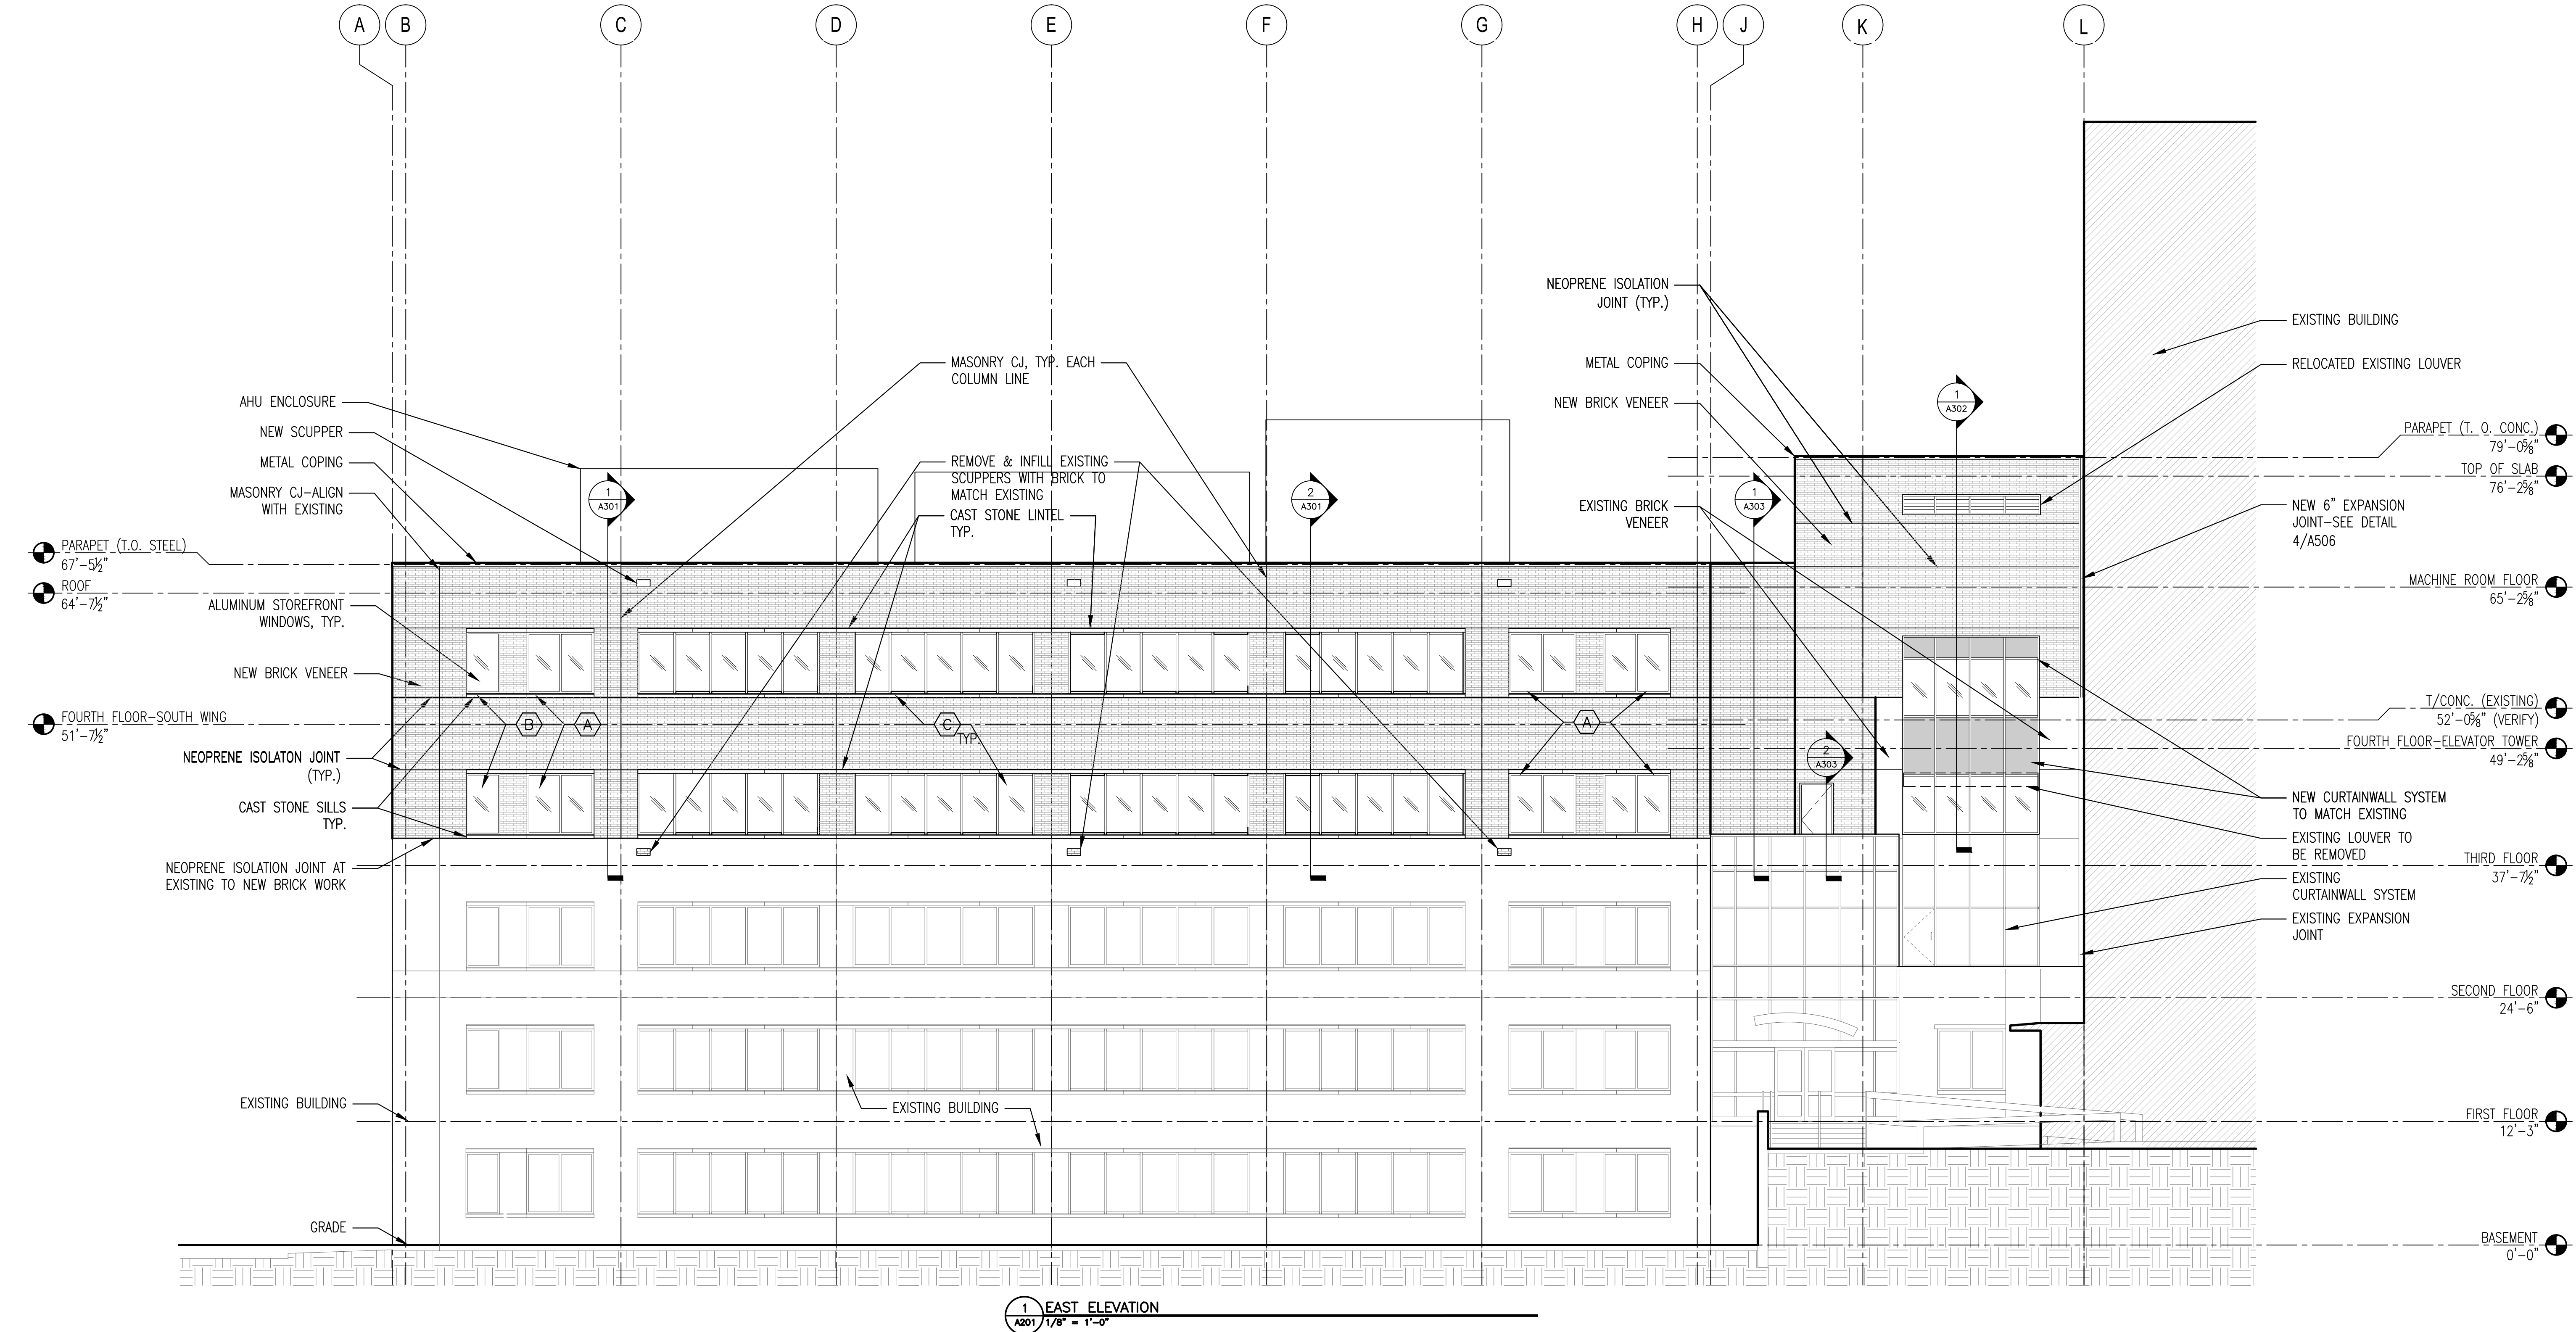 A
B
C
D
E
F
G
H
J
K
L
NEOPRENE ISOLATION
JOINT (TYP.)
METAL COPING
NEW BRICK VENEER
EXISTING BRICK
VENEER
EXISTING BUILDING
RELOCATED EXISTING LOUVER
PARAPET (T. O. CONC.)
79'-0⅝"
TOP OF SLAB
76'-2⅝"
NEW 6" EXPANSION
JOINT-SEE DETAIL
4/A506
MACHINE ROOM FLOOR
65'-2⅝"
T/CONC. (EXISTING)
52'-0⅝" (VERIFY)
FOURTH FLOOR-ELEVATOR TOWER
49'-2⅝"
NEW CURTAINWALL SYSTEM
TO MATCH EXISTING
EXISTING LOUVER TO
BE REMOVED
THIRD FLOOR
37'-7½"
EXISTING
CURTAINWALL SYSTEM
EXISTING EXPANSION
JOINT
SECOND FLOOR
24'-6"
FIRST FLOOR
12'-3"
BASEMENT
0'-0"
MASONRY CJ, TYP. EACH
COLUMN LINE
REMOVE & INFILL EXISTING
SCUPPERS WITH BRICK TO
MATCH EXISTING
CAST STONE LINTEL
TYP.
AHU ENCLOSURE
NEW SCUPPER
METAL COPING
MASONRY CJ-ALIGN
WITH EXISTING
PARAPET (T.O. STEEL)
67'-5½"
ROOF
64'-7½"
ALUMINUM STOREFRONT
WINDOWS, TYP.
NEW BRICK VENEER
FOURTH FLOOR-SOUTH WING
51'-7½"
NEOPRENE ISOLATON JOINT
(TYP.)
CAST STONE SILLS
TYP.
NEOPRENE ISOLATION JOINT AT
EXISTING TO NEW BRICK WORK
EXISTING BUILDING
GRADE
1
A301
2
A301
1
A303
1
A302
2
A303
B
A
C
TYP.
A
EXISTING BUILDING
1
A201
EAST ELEVATION
1/8" = 1'-0"